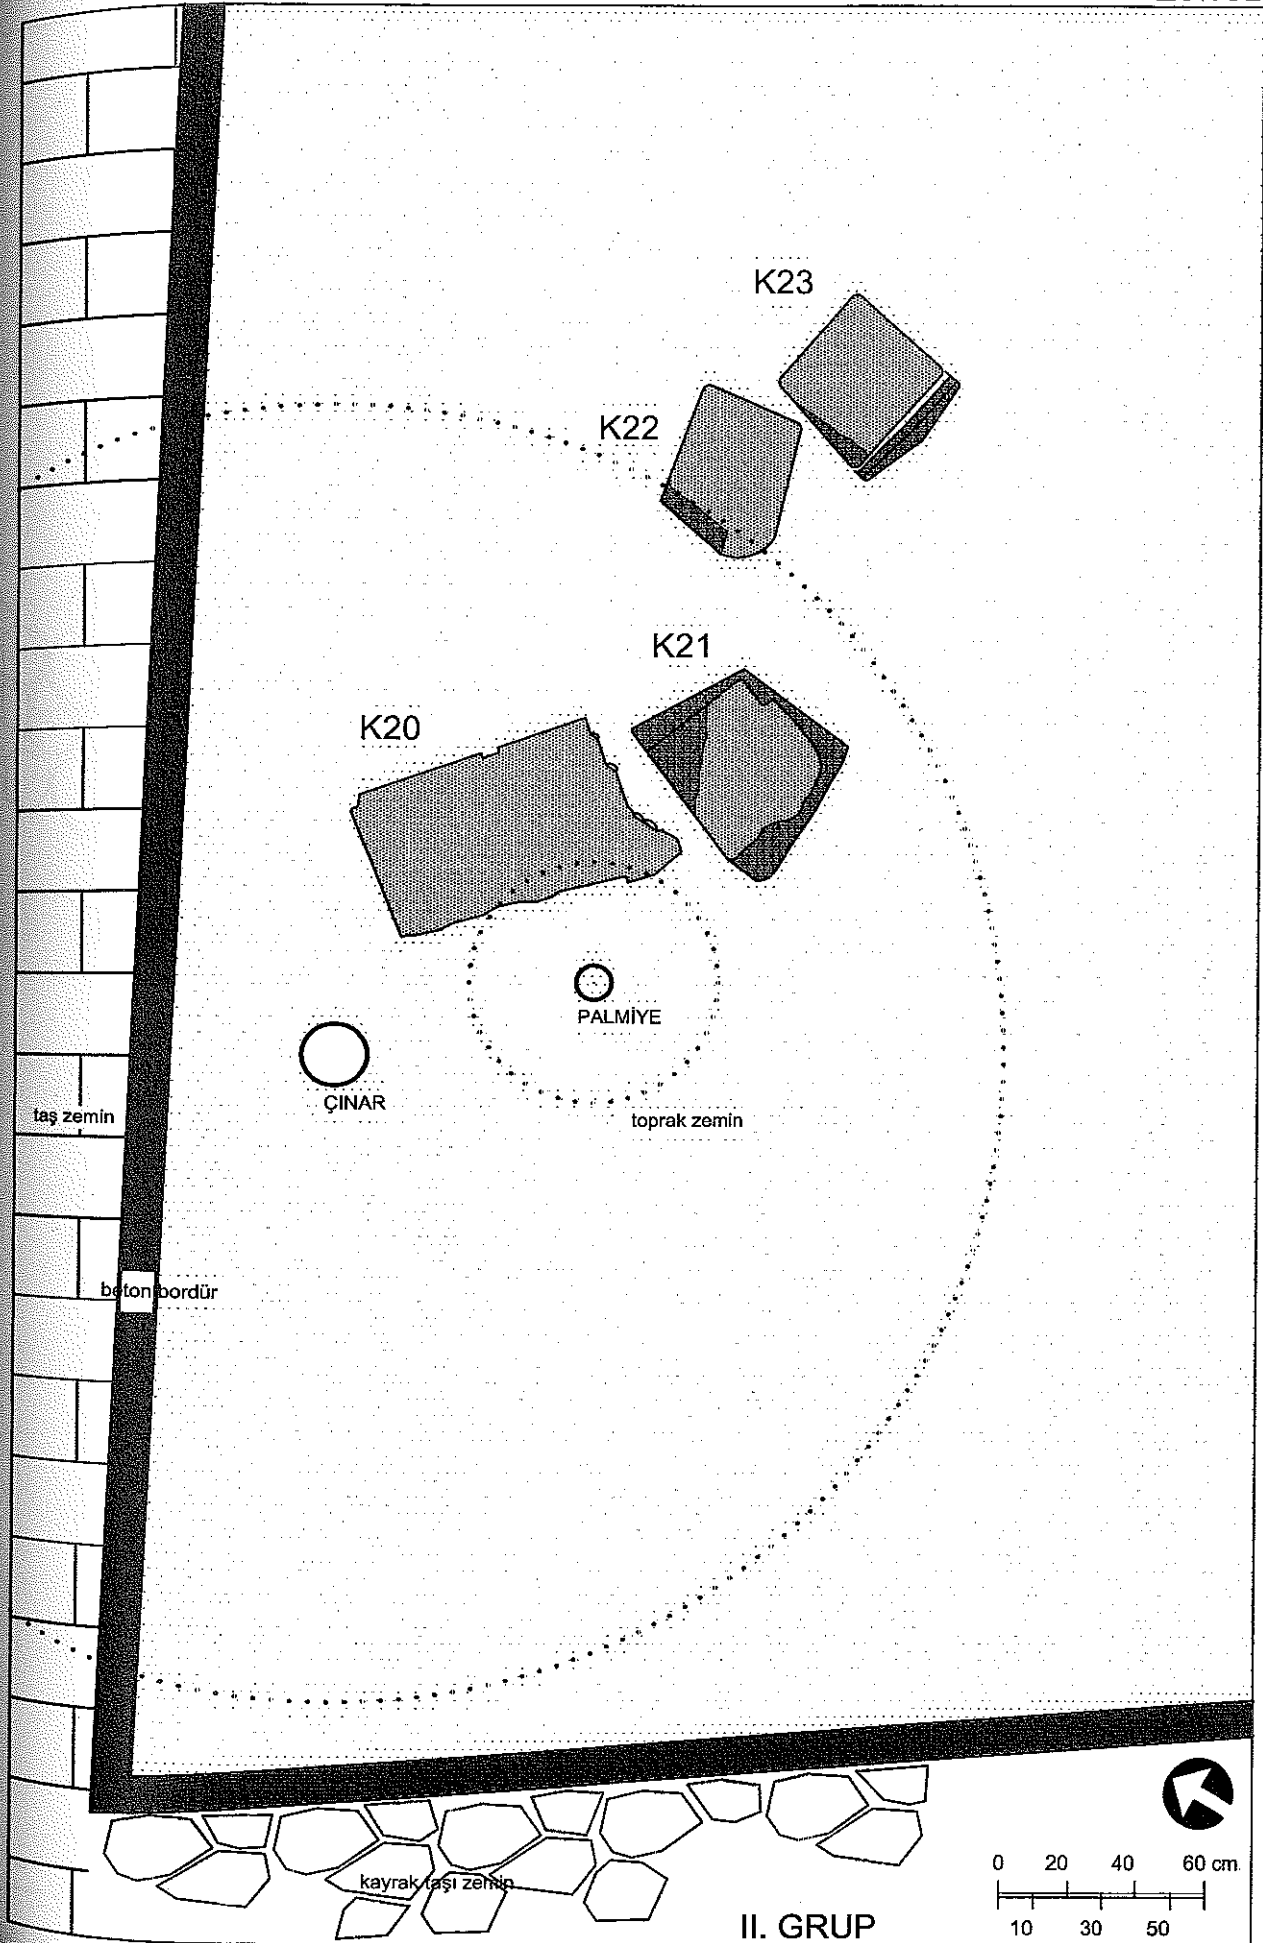 K23
K22
K21
K20
PALMİYE
ÇINAR
taş zemin
toprak zemin
beton bordür
kayrak taşı zemin
0 20 40 60 cm.
10 30 50
II. GRUP